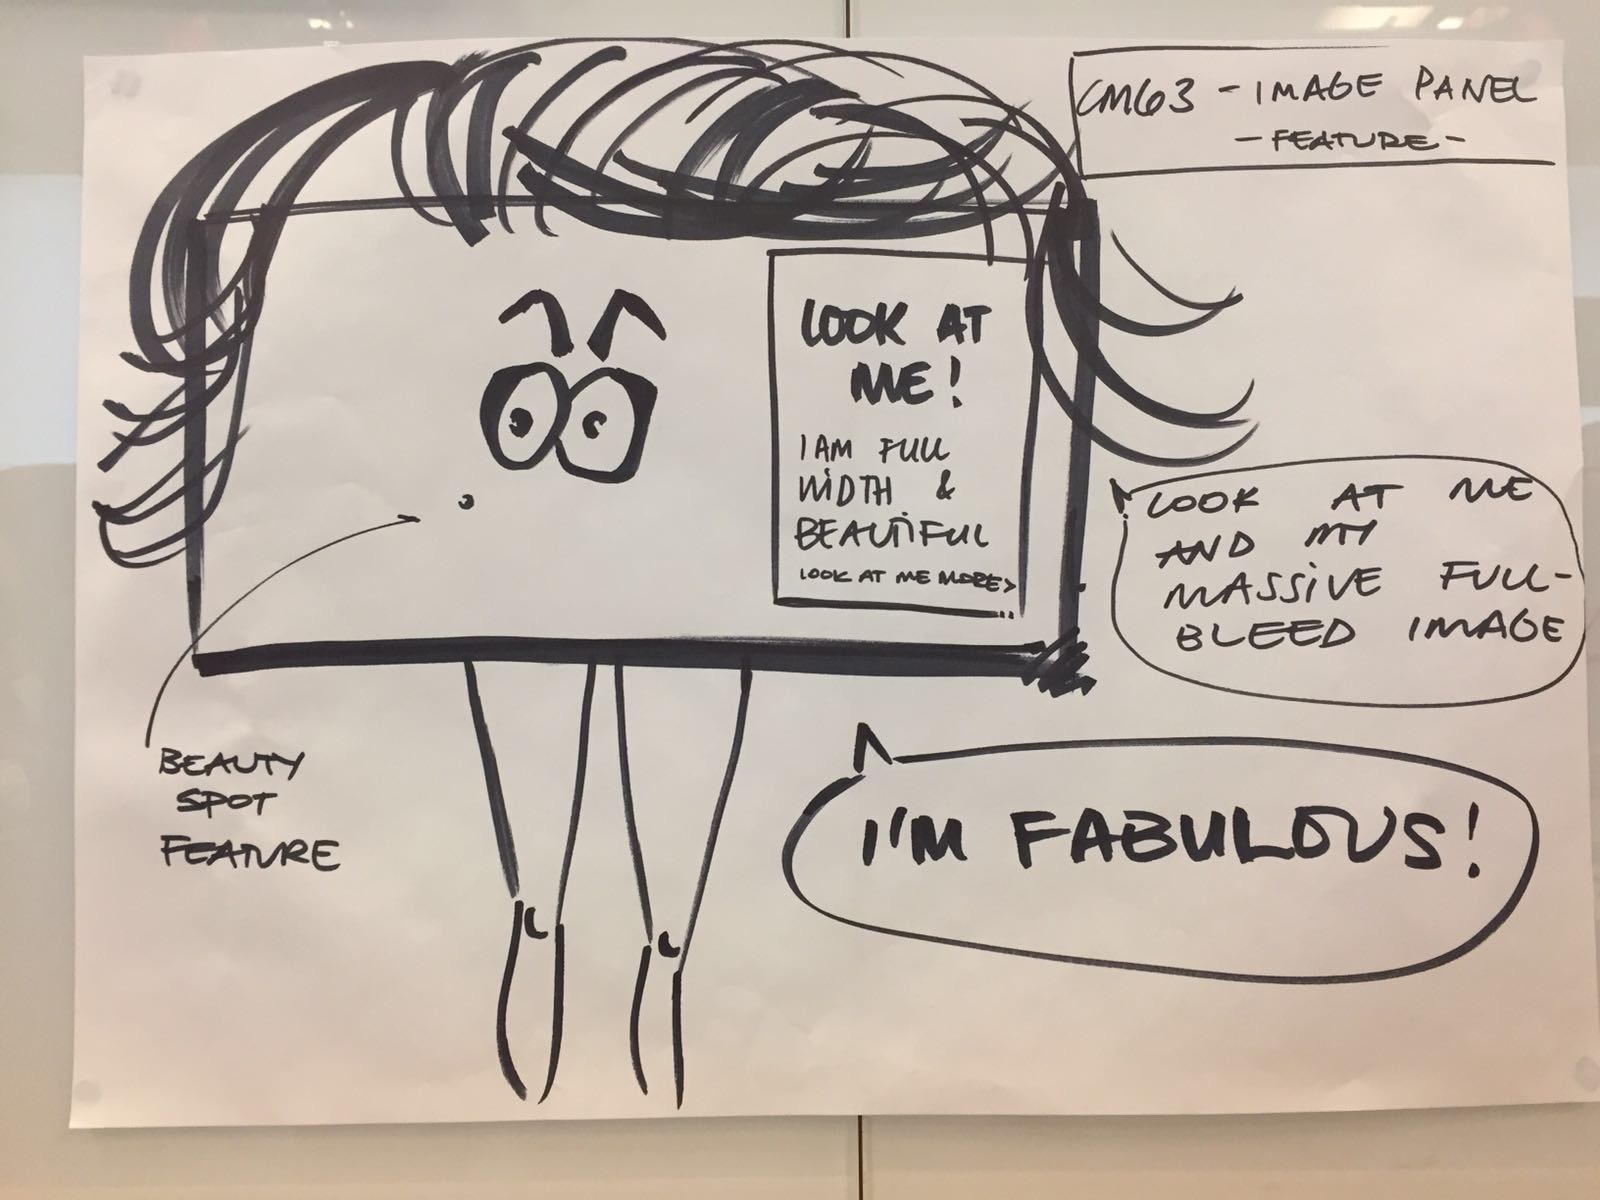 CM63 - IMAGE PANEL
- FEATURE -
LOOK AT
ME!
I AM FULL
WIDTH &
BEAUTIFUL
LOOK AT ME MORE>
LOOK AT ME
AND MY
MASSIVE FULL-
BLEED IMAGE
I'M FABULOUS!
BEAUTY
SPOT
FEATURE